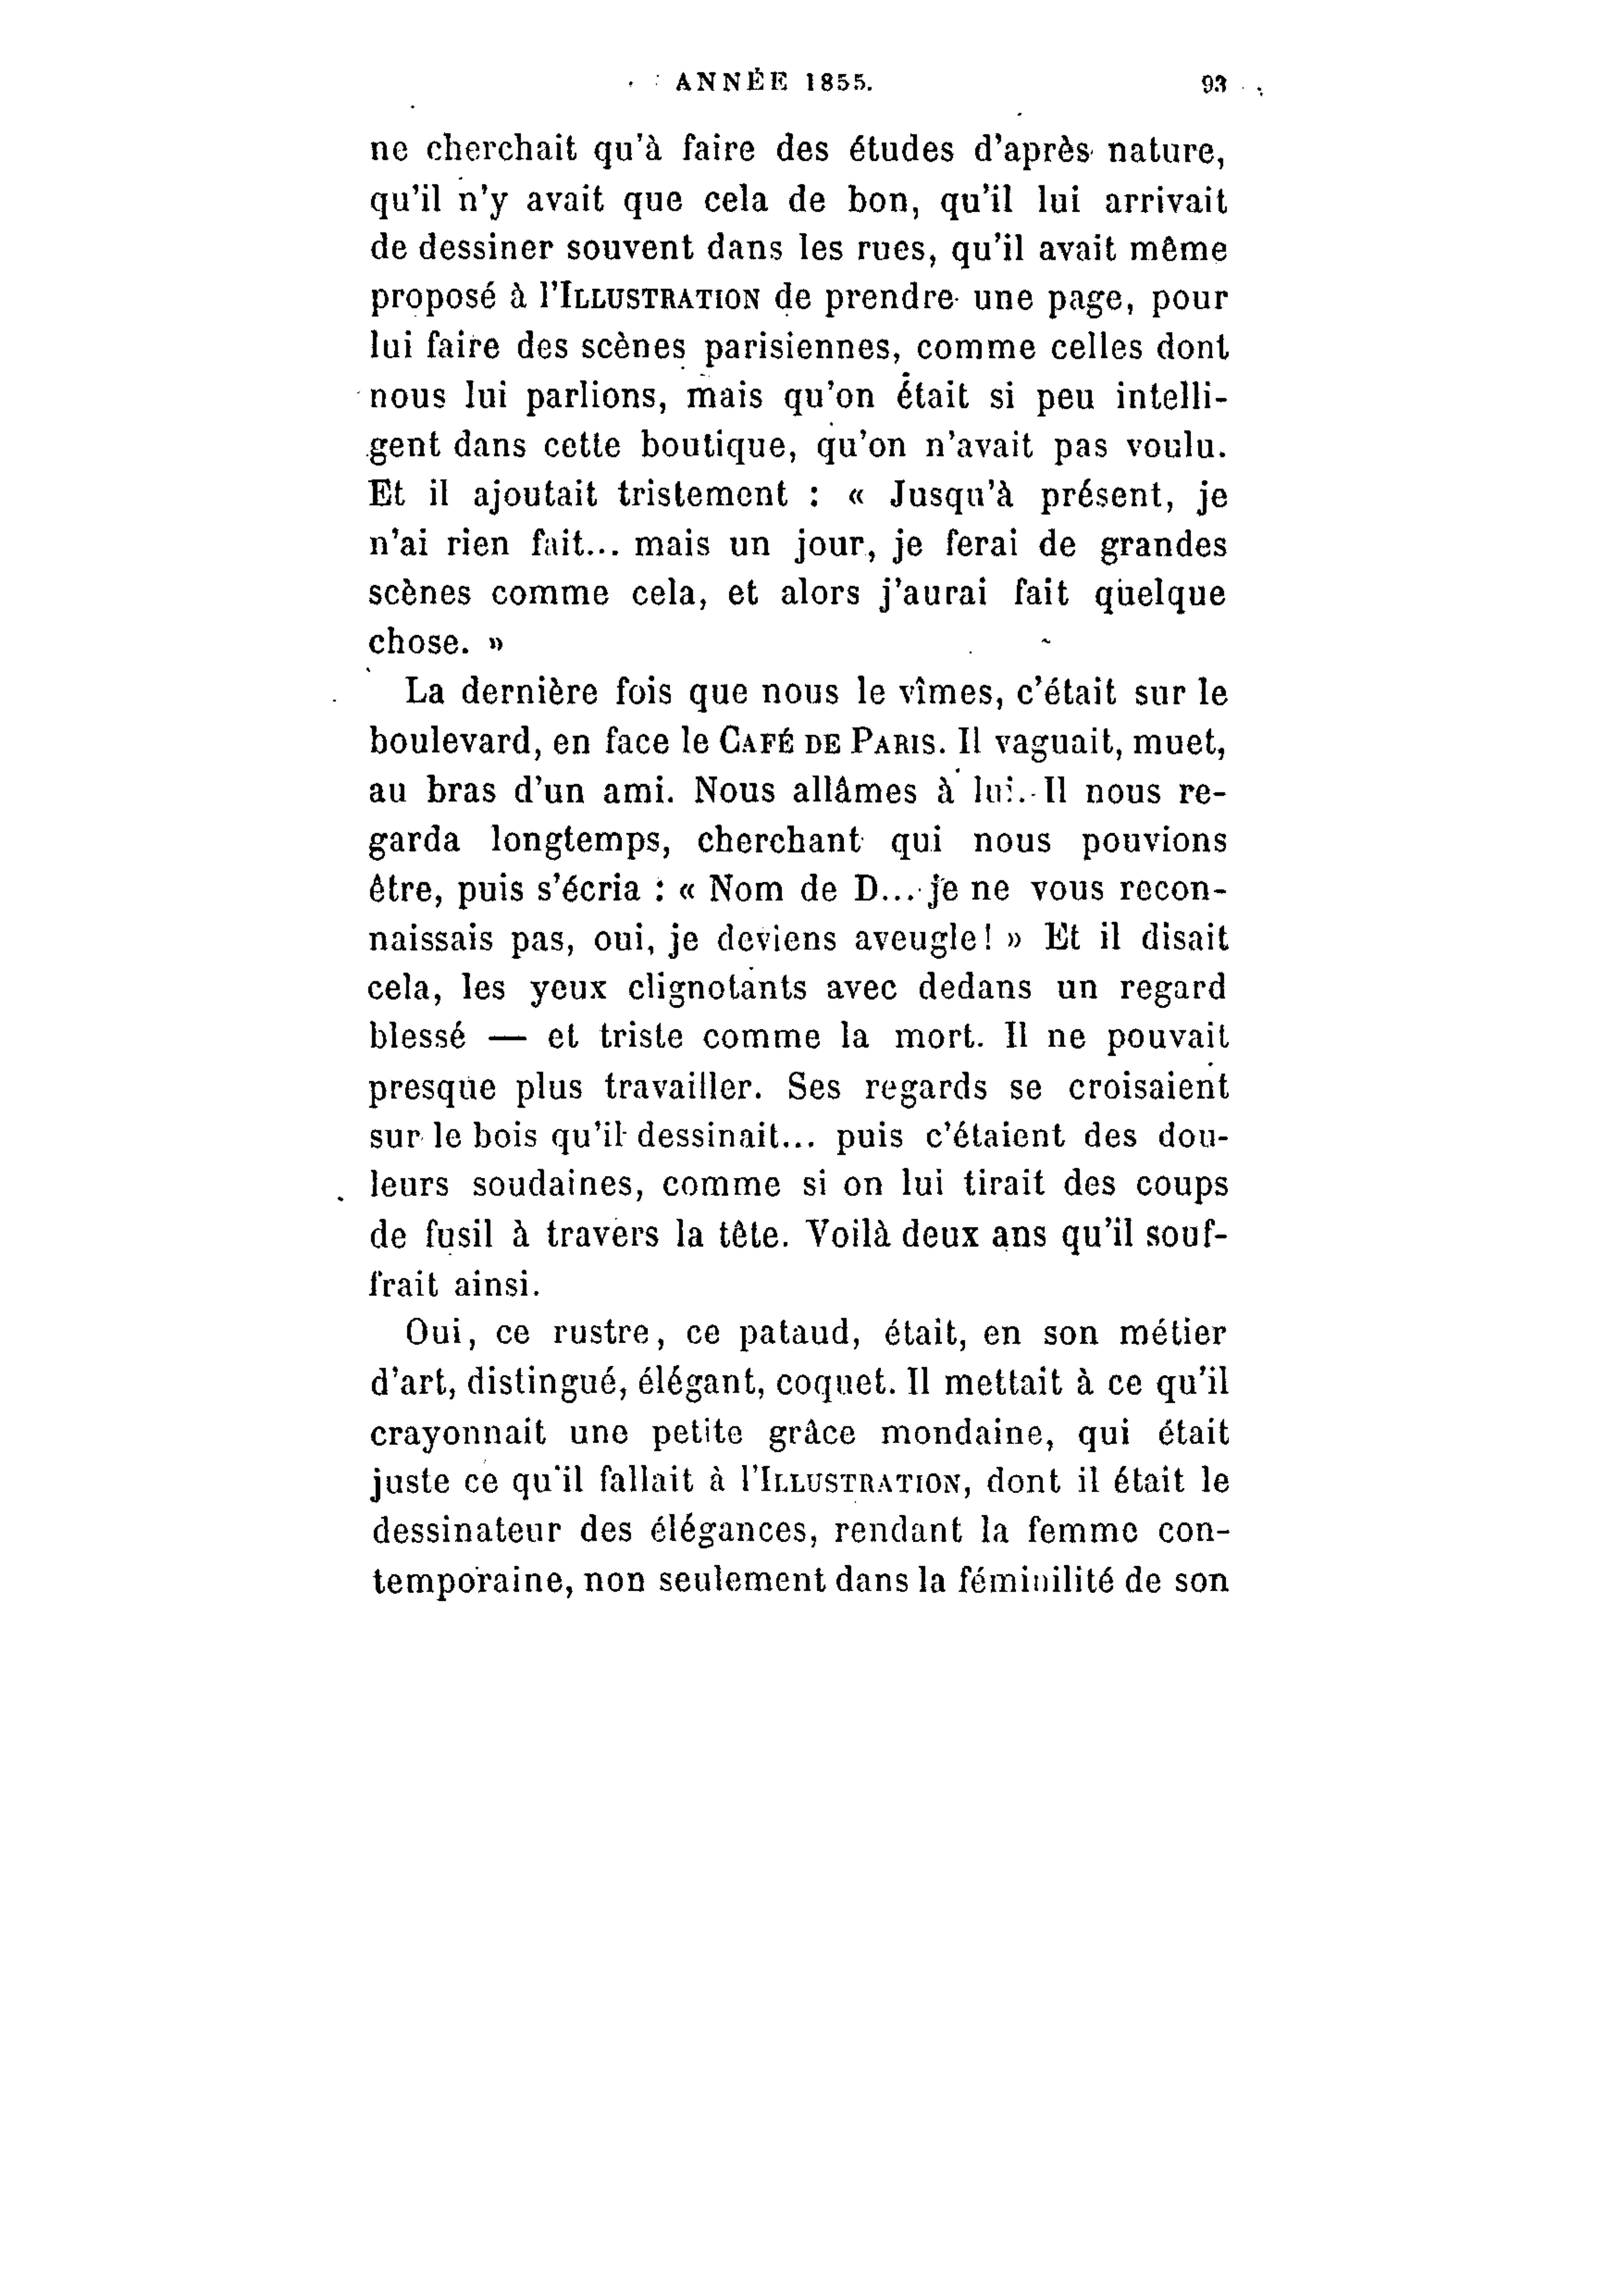 ANNÉE 1855. 93
ne cherchait qu'à faire des études d'après nature,
qu'il n'y avait que cela de bon, qu'il lui arrivait
de dessiner souvent dans les rues, qu'il avait même
proposé à l'ILLUSTRATION de prendre une page, pour
lui faire des scènes parisiennes, comme celles dont
nous lui parlions, mais qu'on était si peu intelli-
gent dans cette boutique, qu'on n'avait pas voulu.
Et il ajoutait tristement : « Jusqu'à présent, je
n'ai rien fait... mais un jour, je ferai de grandes
scènes comme cela, et alors j'aurai fait quelque
chose. »
La dernière fois que nous le vîmes, c'était sur le
boulevard, en face le CAFÉ DE PARIS. Il vaguait, muet,
au bras d'un ami. Nous allâmes à lui. Il nous re-
garda longtemps, cherchant qui nous pouvions
être, puis s'écria : « Nom de D... je ne vous recon-
naissais pas, oui, je deviens aveugle! » Et il disait
cela, les yeux clignotants avec dedans un regard
blessé — et triste comme la mort. Il ne pouvait
presque plus travailler. Ses regards se croisaient
sur le bois qu'il dessinait... puis c'étaient des dou-
leurs soudaines, comme si on lui tirait des coups
de fusil à travers la tête. Voilà deux ans qu'il souf-
frait ainsi.
Oui, ce rustre, ce pataud, était, en son métier
d'art, distingué, élégant, coquet. Il mettait à ce qu'il
crayonnait une petite grâce mondaine, qui était
juste ce qu'il fallait à l'ILLUSTRATION, dont il était le
dessinateur des élégances, rendant la femme con-
temporaine, non seulement dans la féminilité de son